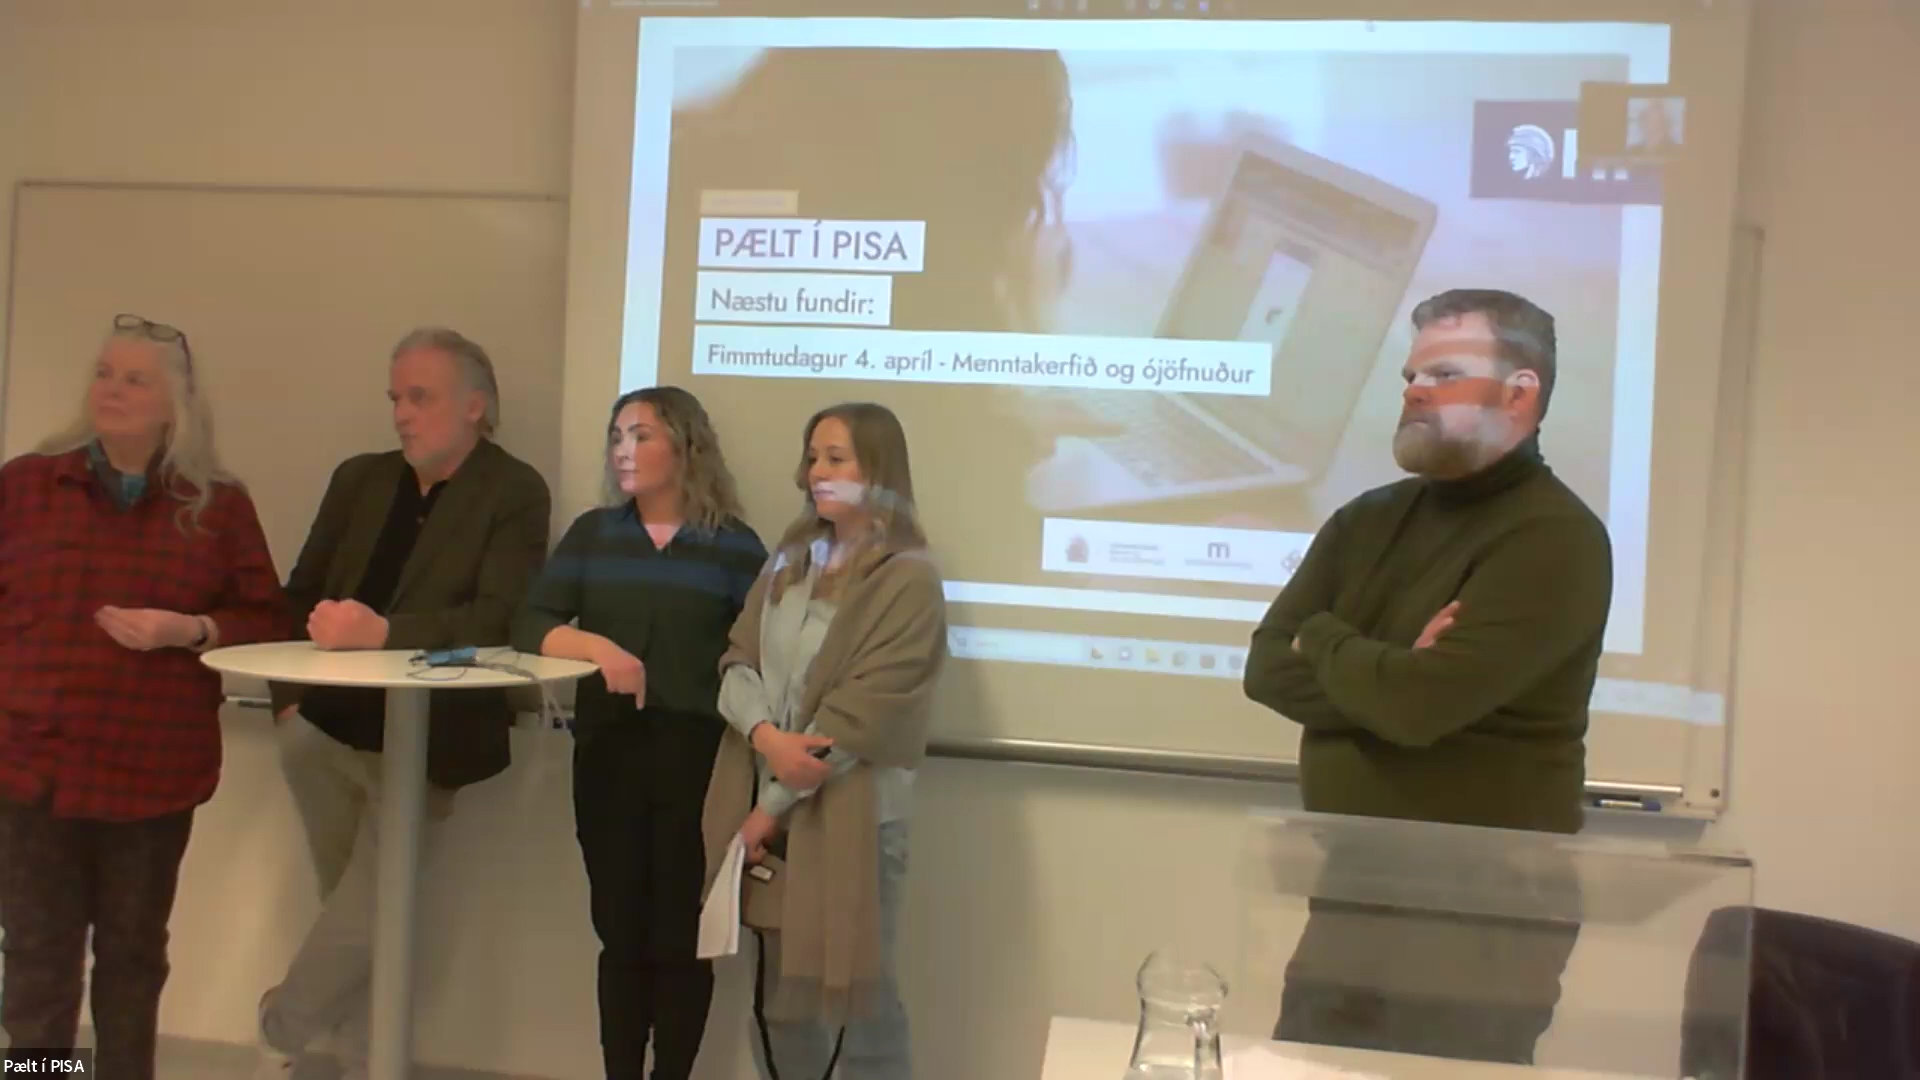 PÆLT Í PISA
Næstu fundir:
Fimmtudagur 4. apríl - Menntakerfið og ójöfnuður
m
Pælt í PISA